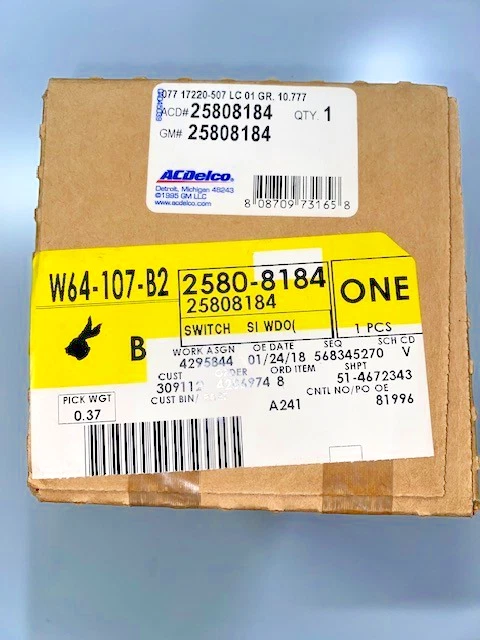 077 17220-507 LC 01 GR. 10.777
ACD# 25808184 QTY. 1
GM# 25808184
ACDelco
Detroit, Michigan 48243
©1995 GM LLC
www.acdelco.com
8 08709 73165 8
W64-107-B2
2580-8184
25808184
SWITCH SI WDO(
ONE
1 PCS
B
WORK ASGN OE DATE SEQ SCH CD
4295844 01/24/18 568345270 V
CUST ORD ITEM SHPT
30911 974 8 51-4672343
CUST BIN/ CNTL NO/PO OE
A241 81996
PICK WGT
0.37